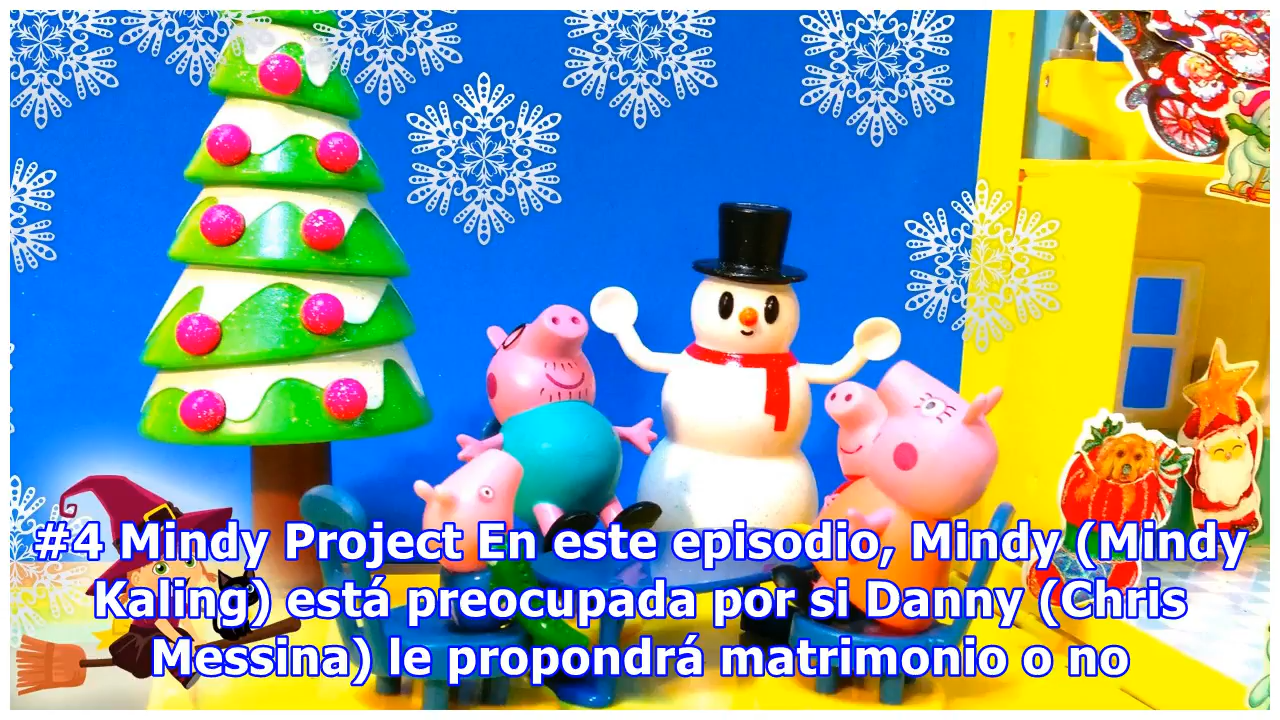 #4 Mindy Project En este episodio, Mindy (Mindy
Kaling) está preocupada por si Danny (Chris
Messina) le propondrá matrimonio o no